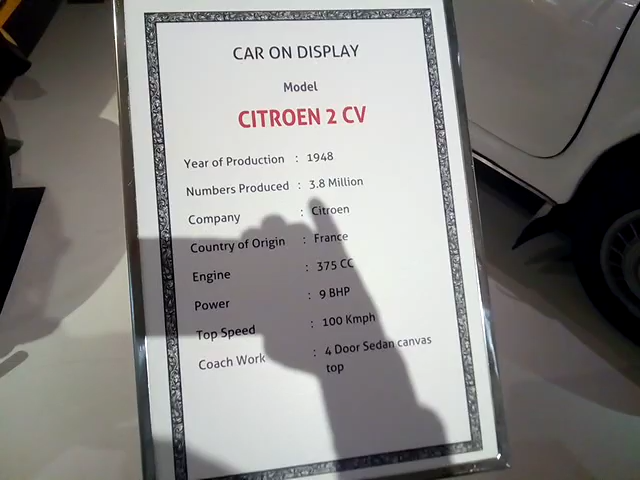 CAR ON DISPLAY
Model
CITROEN 2 CV
Year of Production : 1948
Numbers Produced : 3.8 Million
Company : Citroen
Country of Origin : France
Engine : 375 CC
Power : 9 BHP
Top Speed : 100 Kmph
Coach Work : 4 Door Sedan canvas
top